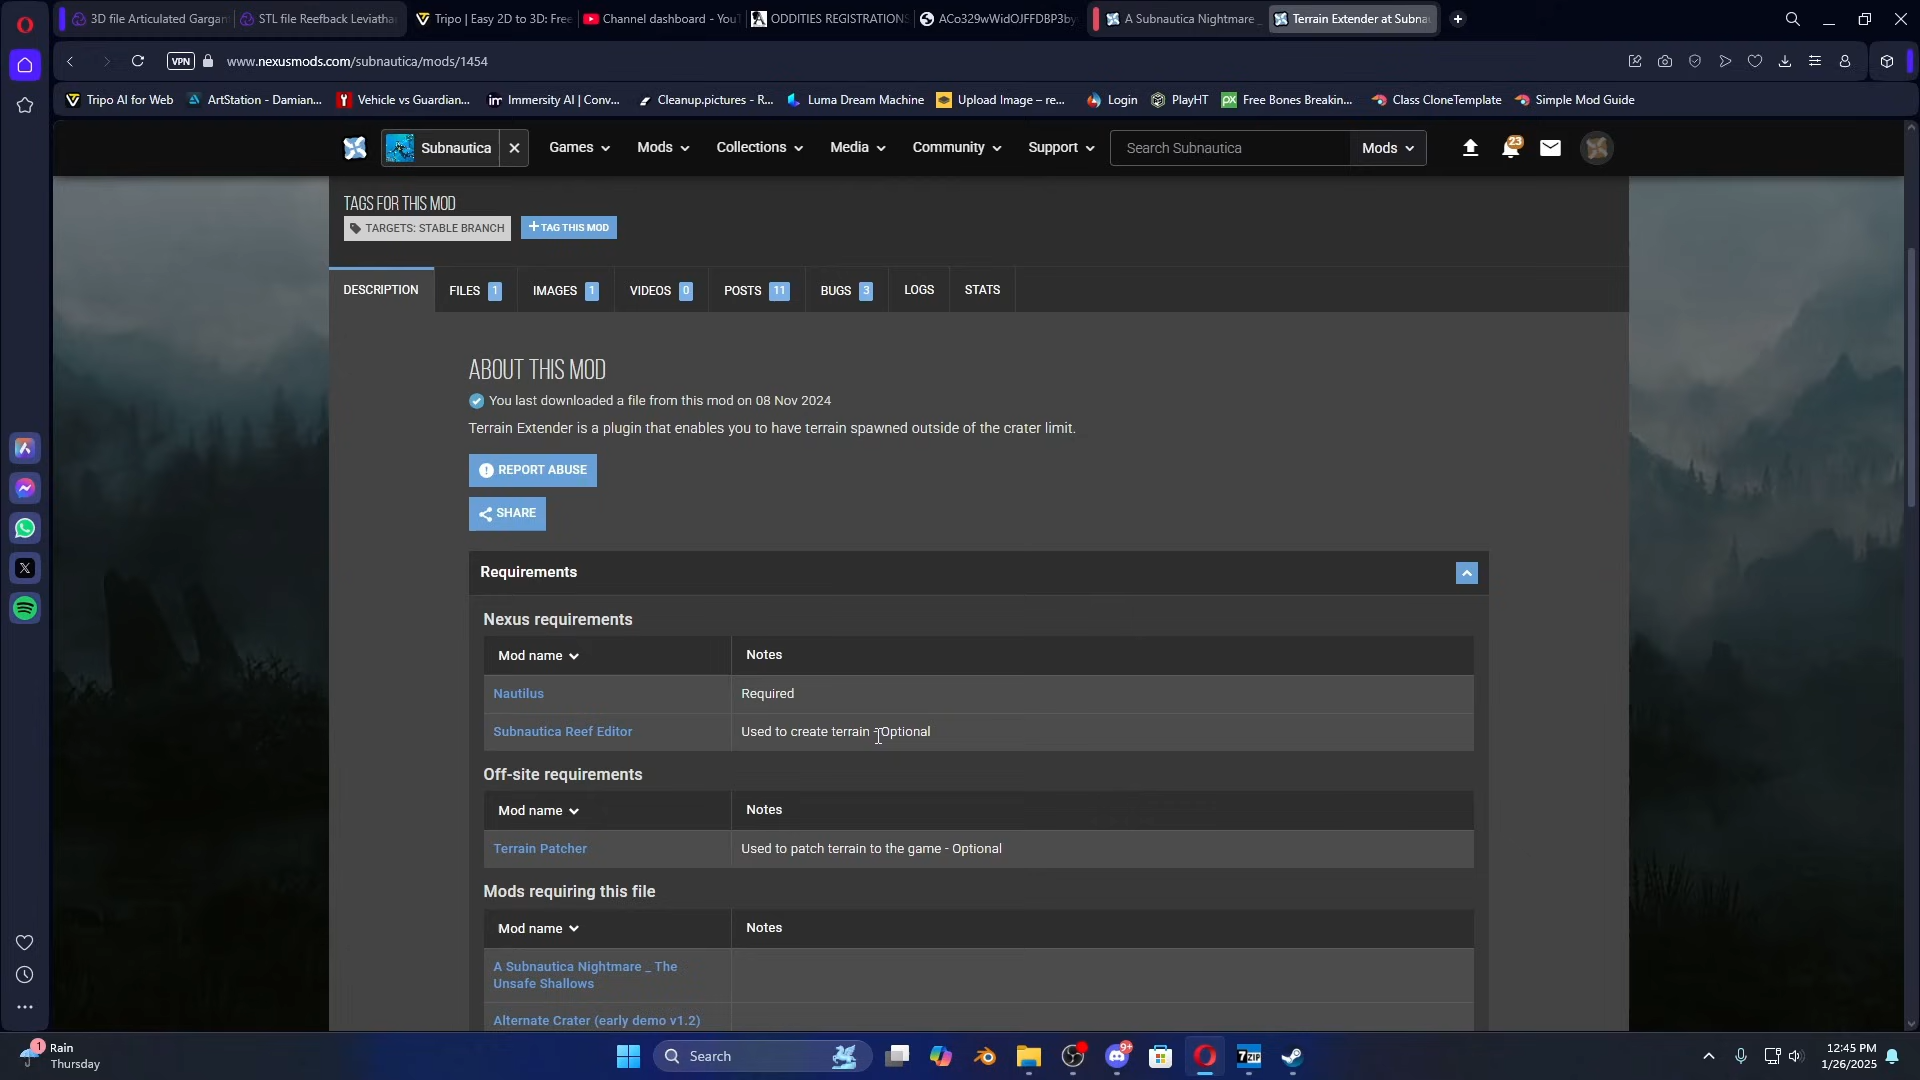 3D file Articulated Gargan
STL file Reefback Leviatha
Tripo | Easy 2D to 3D: Free
Channel dashboard - YouT
ODDITIES REGISTRATIONS
ACo329wWidOJFFDBP3by
A Subnautica Nightmare _
Terrain Extender at Subna
VPN
www.nexusmods.com/subnautica/mods/1454
Tripo AI for Web
ArtStation - Damian...
Vehicle vs Guardian...
Immersity AI | Conv...
Cleanup.pictures - R...
Luma Dream Machine
Upload Image – re...
Login
PlayHT
Free Bones Breakin...
Class CloneTemplate
Simple Mod Guide
Subnautica
Games
Mods
Collections
Media
Community
Support
Search Subnautica
Mods
23
TAGS FOR THIS MOD
TARGETS: STABLE BRANCH
TAG THIS MOD
DESCRIPTION
FILES 1
IMAGES 1
VIDEOS 0
POSTS 11
BUGS 3
LOGS
STATS
ABOUT THIS MOD
You last downloaded a file from this mod on 08 Nov 2024
Terrain Extender is a plugin that enables you to have terrain spawned outside of the crater limit.
REPORT ABUSE
SHARE
Requirements
Nexus requirements
Mod name
Notes
Nautilus
Required
Subnautica Reef Editor
Used to create terrain - Optional
Off-site requirements
Mod name
Notes
Terrain Patcher
Used to patch terrain to the game - Optional
Mods requiring this file
Mod name
Notes
A Subnautica Nightmare _ The
Unsafe Shallows
Alternate Crater (early demo v1.2)
1
Rain
Thursday
Search
9+
7ZIP
12:45 PM
1/26/2025